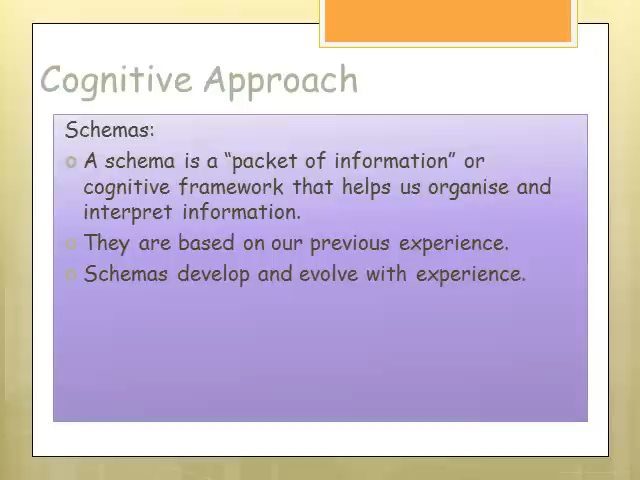 Cognitive Approach
Schemas:
A schema is a “packet of information” or
cognitive framework that helps us organise and
interpret information.
They are based on our previous experience.
Schemas develop and evolve with experience.